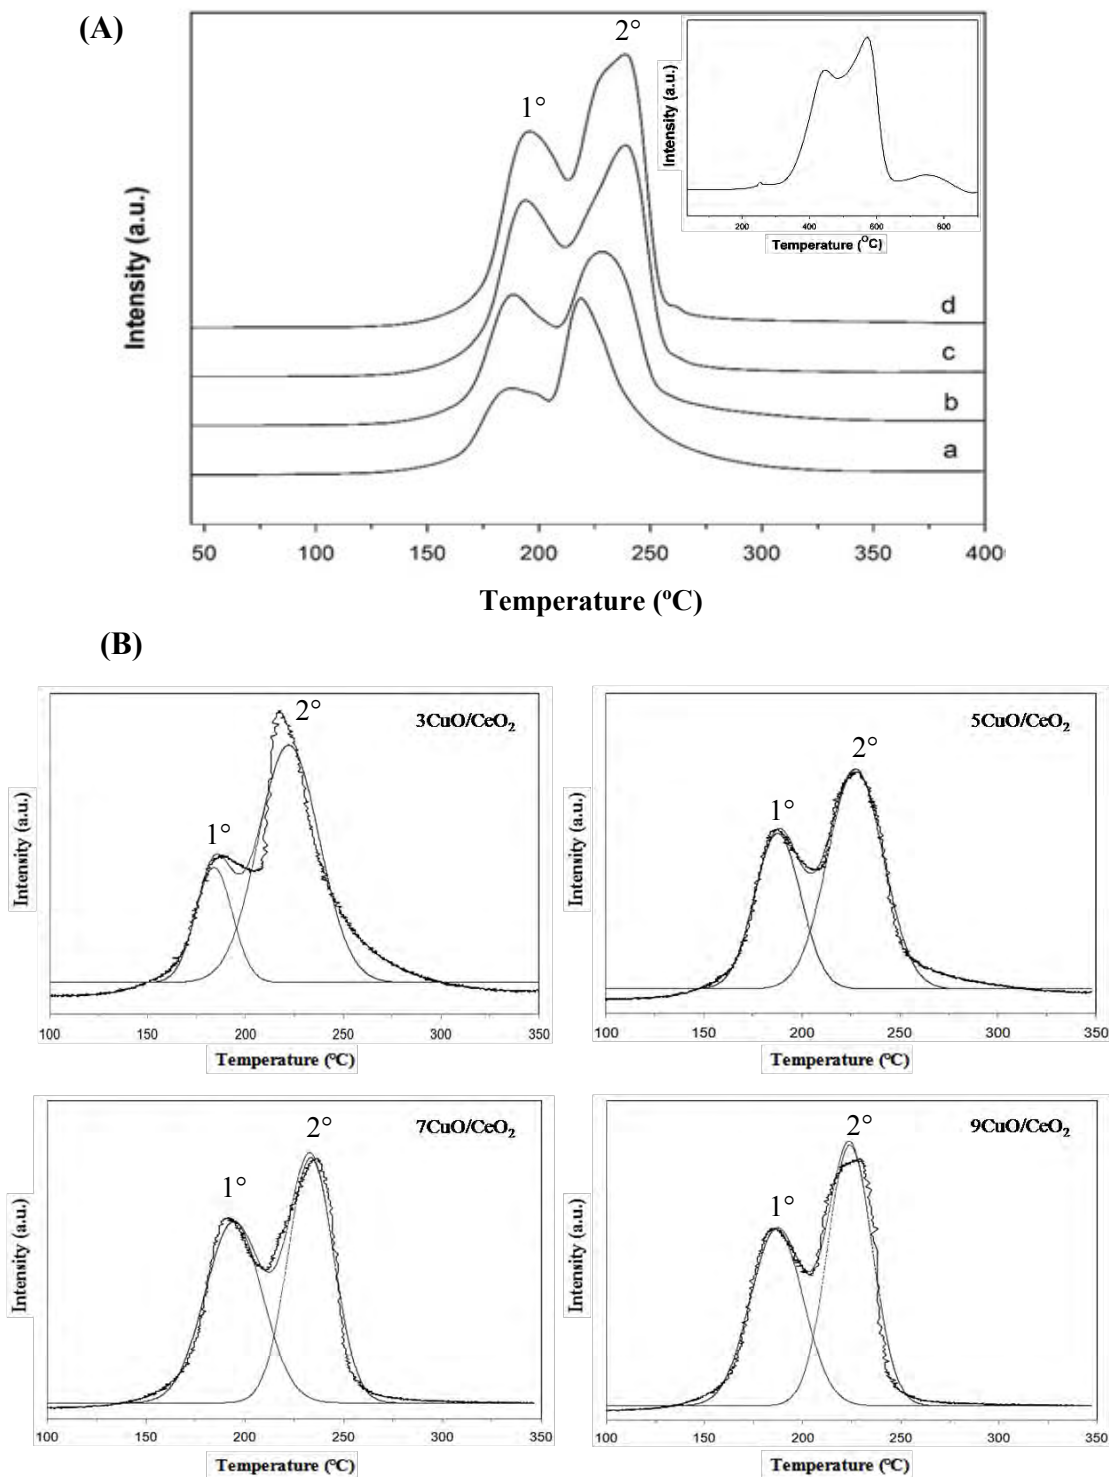 (A)
1°
2°
Intensity (a.u.)
Intensity (a.u.)
200 400 600 800
Temperature (°C)
d
c
b
a
50 100 150 200 250 300 350 400
Temperature (ºC)
(B)
3CuO/CeO₂
1°
2°
Intensity (a.u.)
100 150 200 250 300 350
Temperature (°C)
5CuO/CeO₂
1°
2°
Intensity (a.u.)
100 150 200 250 300 350
Temperature (°C)
7CuO/CeO₂
1°
2°
Intensity (a.u.)
100 150 200 250 300 350
Temperature (°C)
9CuO/CeO₂
1°
2°
Intensity (a.u.)
100 150 200 250 300 350
Temperature (°C)